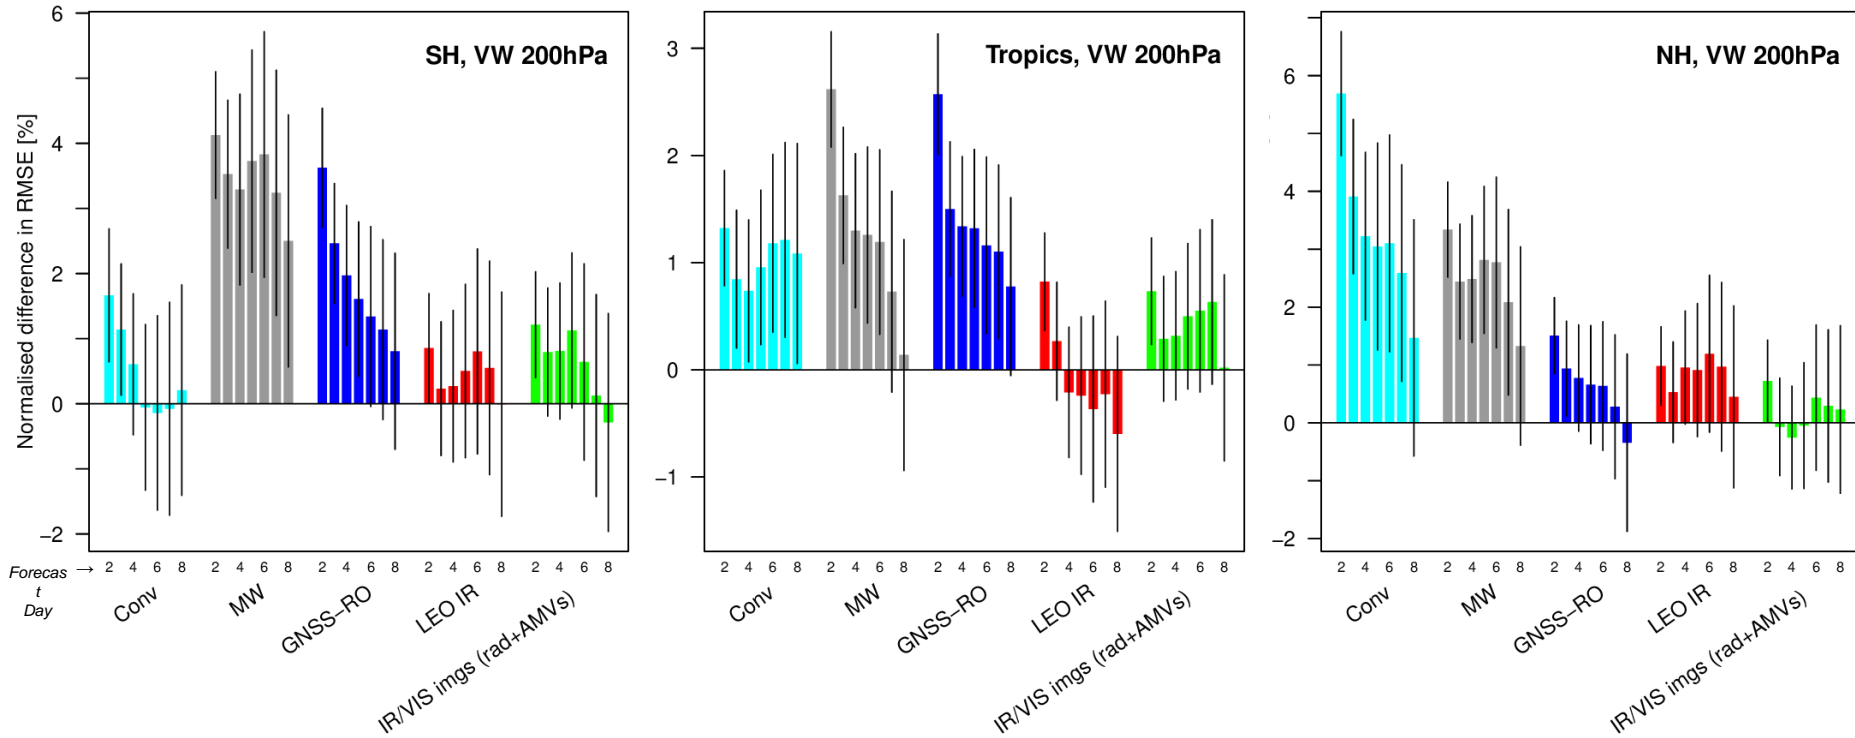 SH, VW 200hPa
Tropics, VW 200hPa
NH, VW 200hPa
Normalised difference in RMSE [%]
6
4
2
0
−2
3
2
1
0
−1
6
4
2
0
−2
Forecas
t
Day
→
2 4 6 8 2 4 6 8 2 4 6 8 2 4 6 8 2 4 6 8
2 4 6 8 2 4 6 8 2 4 6 8 2 4 6 8 2 4 6 8
2 4 6 8 2 4 6 8 2 4 6 8 2 4 6 8 2 4 6 8
Conv
MW
GNSS−RO
LEO IR
IR/VIS imgs (rad+AMVs)
Conv
MW
GNSS−RO
LEO IR
IR/VIS imgs (rad+AMVs)
Conv
MW
GNSS−RO
LEO IR
IR/VIS imgs (rad+AMVs)